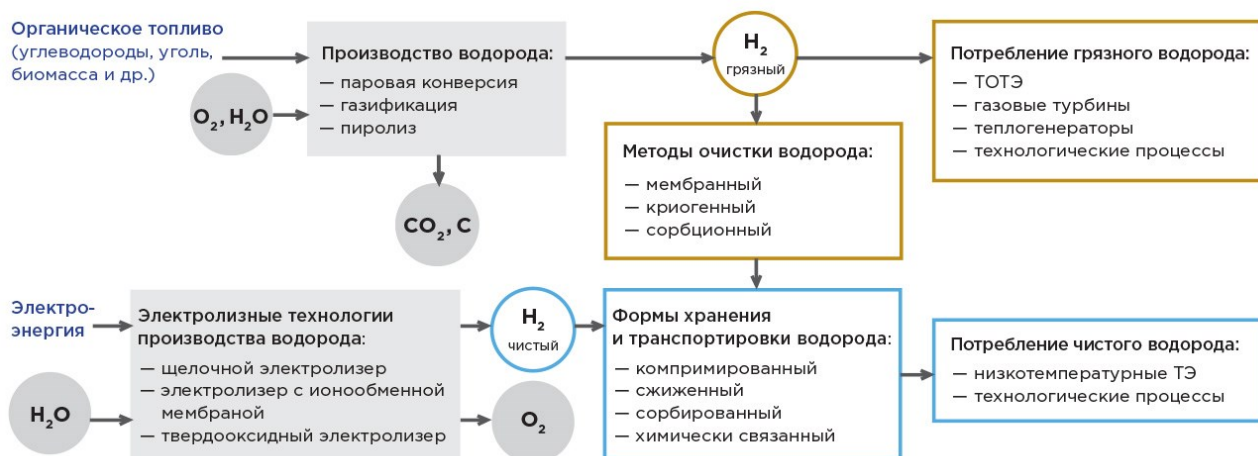 Органическое топливо
(углеводороды, уголь,
биомасса и др.)
O₂, H₂O
Производство водорода:
— паровая конверсия
— газификация
— пиролиз
CO₂, C
H₂
грязный
Потребление грязного водорода:
— ТОТЭ
— газовые турбины
— теплогенераторы
— технологические процессы
Методы очистки водорода:
— мембранный
— криогенный
— сорбционный
Электро-
энергия
H₂O
Электролизные технологии
производства водорода:
— щелочной электролизер
— электролизер с ионообменной
мембраной
— твердооксидный электролизер
H₂
чистый
O₂
Формы хранения
и транспортировки водорода:
— компримированный
— сжиженный
— сорбированный
— химически связанный
Потребление чистого водорода:
— низкотемпературные ТЭ
— технологические процессы